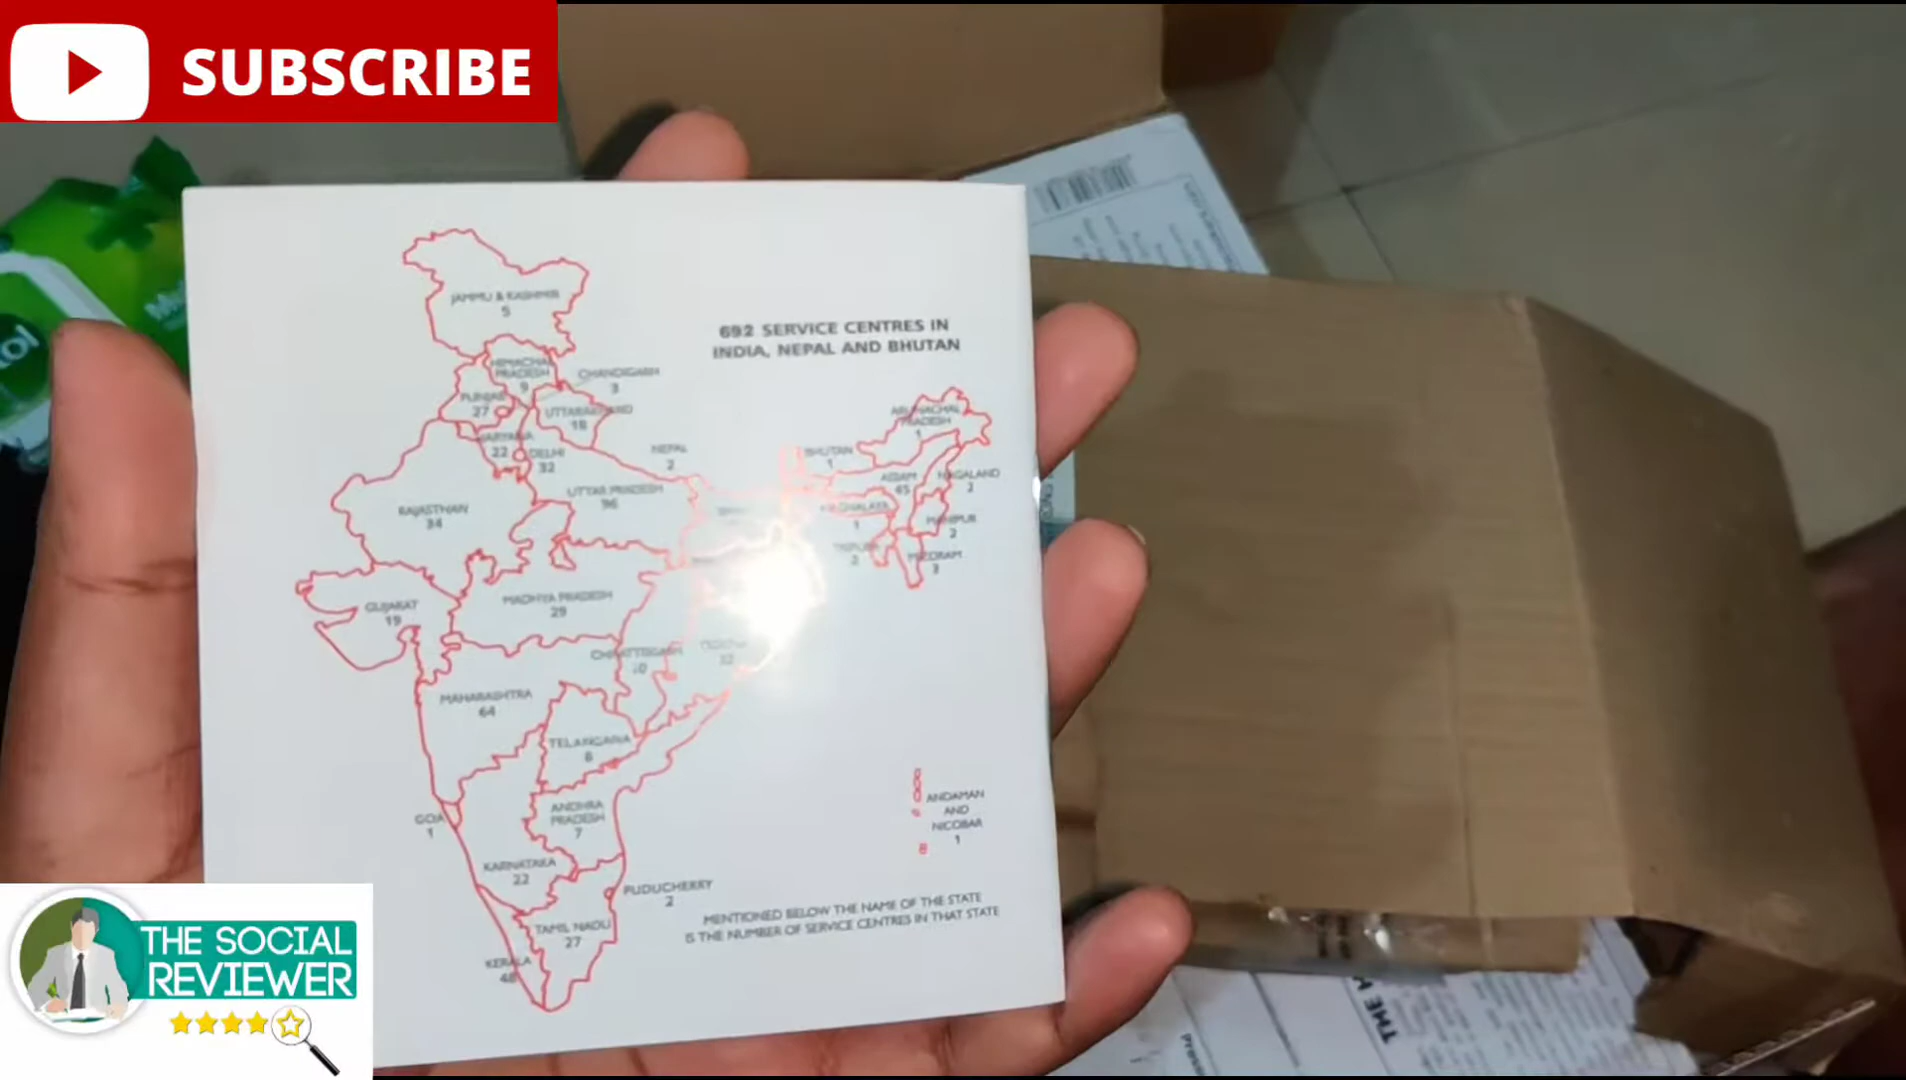 SUBSCRIBE
JAMMU & KASHMIR
5
692 SERVICE CENTRES IN
INDIA, NEPAL AND BHUTAN
HIMACHAL
PRADESH
9
CHANDIGARH
3
PUNJAB
27
UTTARAKHAND
18
HARYANA
22
DELHI
32
NEPAL
2
BHUTAN
1
ARUNACHAL
PRADESH
1
ASSAM
45
NAGALAND
UTTAR PRADESH
96
RAJASTHAN
34
MEGHALAYA
1
MANIPUR
2
TRIPURA
2
MIZORAM
3
GUJARAT
19
MADHYA PRADESH
29
CHHATTISGARH
MAHARASHTRA
64
TELANGANA
8
ANDHRA
PRADESH
7
GOA
1
KARNATAKA
22
ANDAMAN
AND
NICOBAR
1
PUDUCHERRY
2
TAMIL NADU
27
KERALA
48
MENTIONED BELOW THE NAME OF THE STATE
IS THE NUMBER OF SERVICE CENTRES IN THAT STATE
THE SOCIAL
REVIEWER